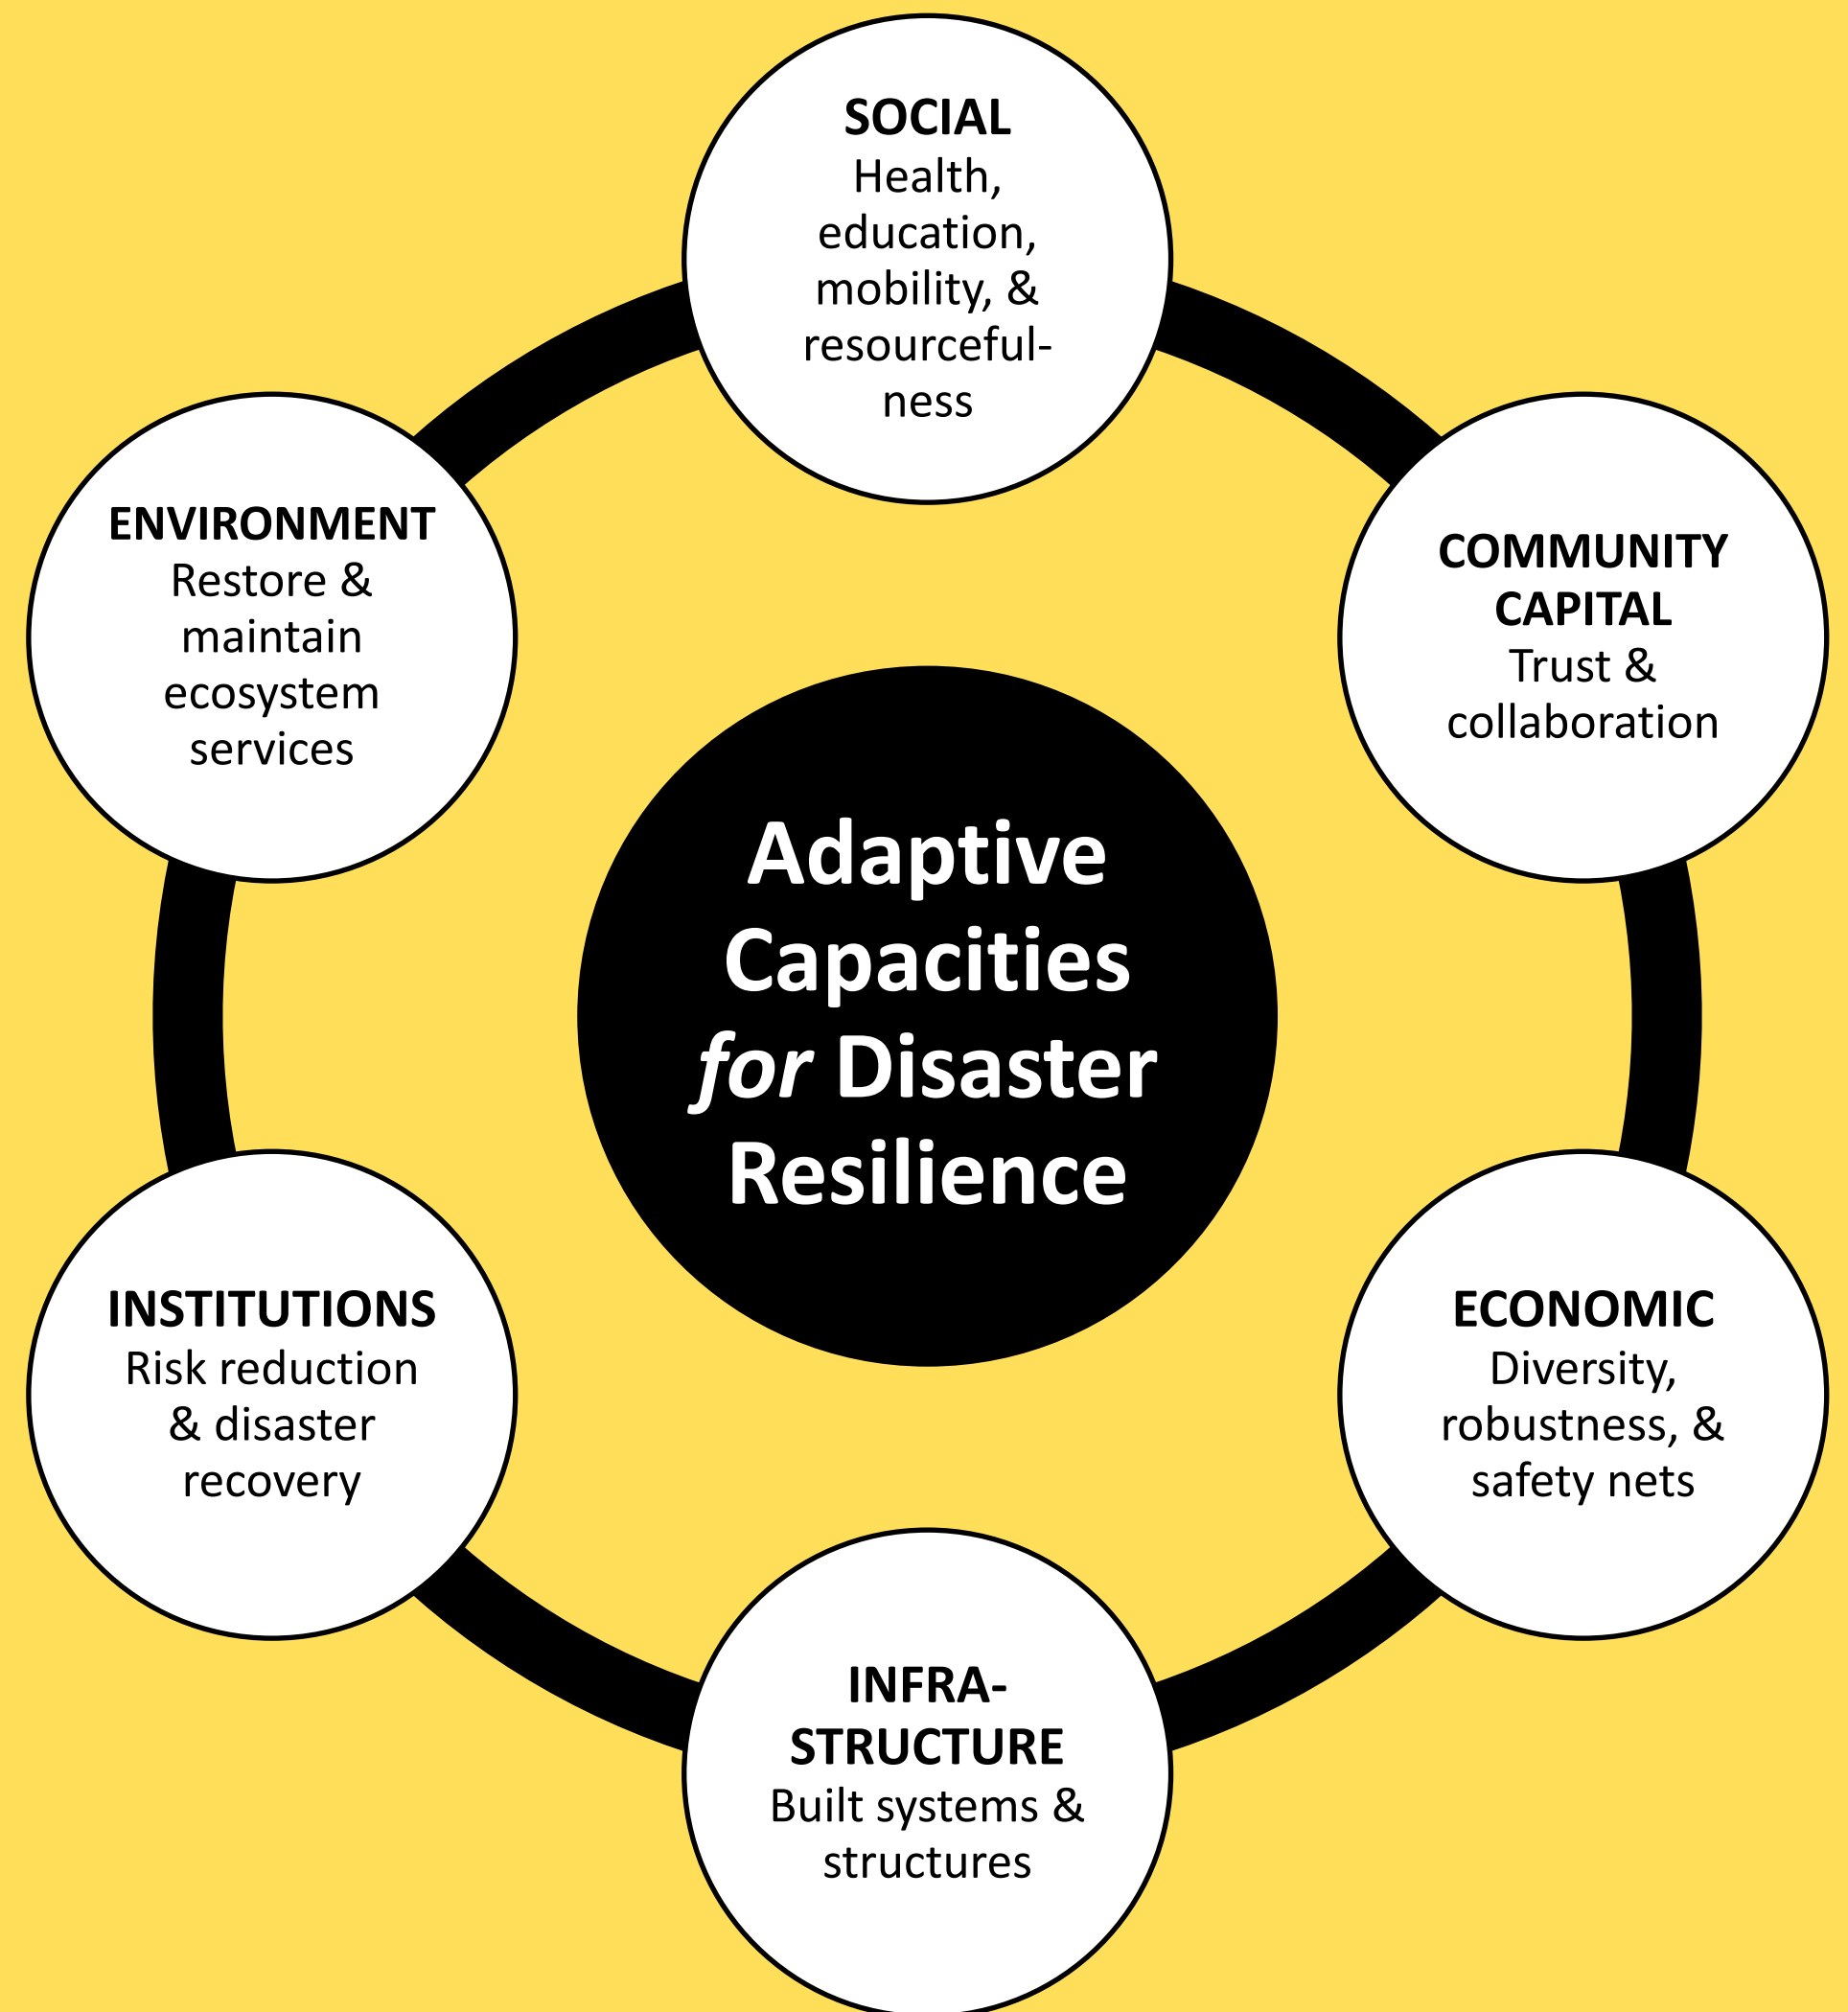 SOCIAL
Health,
education,
mobility, &
resourceful-
ness
COMMUNITY
CAPITAL
Trust &
collaboration
ECONOMIC
Diversity,
robustness, &
safety nets
INFRA-
STRUCTURE
Built systems &
structures
INSTITUTIONS
Risk reduction
& disaster
recovery
ENVIRONMENT
Restore &
maintain
ecosystem
services
Adaptive
Capacities
for Disaster
Resilience